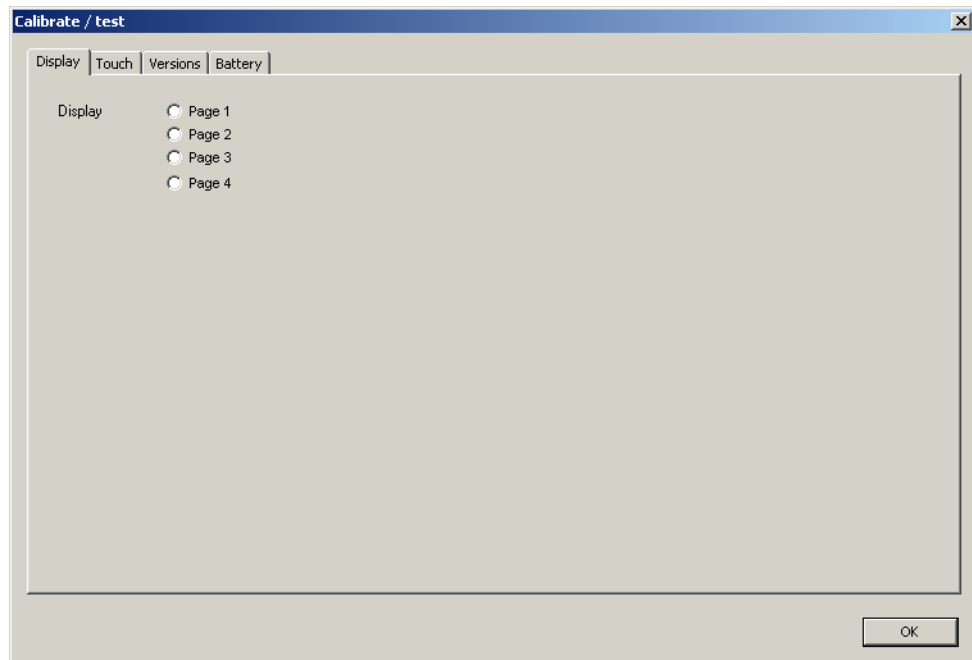 Calibrate / test
Display Touch Versions Battery
Display Page 1
Page 2
Page 3
Page 4
OK